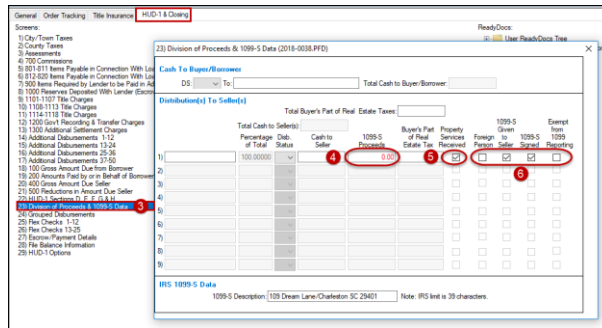 General Order Tracking Title Insurance HUD-1 & Closing
Screens:
ReadyDocs:
User ReadyDocs Tree
1) City/Town Taxes
2) County Taxes
3) Assessments
4) 700 Commissions
5) 801-811 Items Payable in Connection With Loa
6) 812-820 Items Payable in Connection With Loa
7) 900 Items Required by Lender to be Paid in Ad
8) 1000 Reserves Deposited With Lender (Escrow
9) 1101-1107 Title Charges
10) 1108-1113 Title Charges
11) 1114-1118 Title Charges
12) 1200 Gov't Recording & Transfer Charges
13) 1300 Additional Settlement Charges
14) Additional Disbursements 1-12
15) Additional Disbursements 13-24
16) Additional Disbursements 25-36
17) Additional Disbursements 37-50
18) 100 Gross Amount Due from Borrower
19) 200 Amounts Paid by or in Behalf of Borrower
20) 400 Gross Amount Due Seller
21) 500 Reductions in Amount Due Seller
22) HUD-1 Sections D, E, F, G & H
23) Division of Proceeds & 1099-S Data
3
24) Grouped Disbursements
25) Flex Checks 1-12
26) Flex Checks 13-25
27) Escrow/Payment Details
28) File Balance Information
29) HUD-1 Options
23) Division of Proceeds & 1099-S Data (2018-0038.PFD)
Cash To Buyer/Borrower
DS: To: Total Cash to Buyer/Borrower:
Distribution(s) To Seller(s)
Total Buyer's Part of Real Estate Taxes:
Total Cash to Seller(s):
Percentage of Total
Disb. Status
Cash to Seller
1099-S Proceeds
Buyer's Part of Real Estate Tax
Property Services Received
Foreign Person
1099-S Given to Seller
1099-S Signed
Exempt from 1099 Reporting
1) 100.00000 4 0.00 5
6
2)
3)
4)
5)
6)
7)
8)
9)
IRS 1099-S Data
1099-S Description: 109 Dream Lane/Charleston SC 29401 Note: IRS limit is 39 characters.